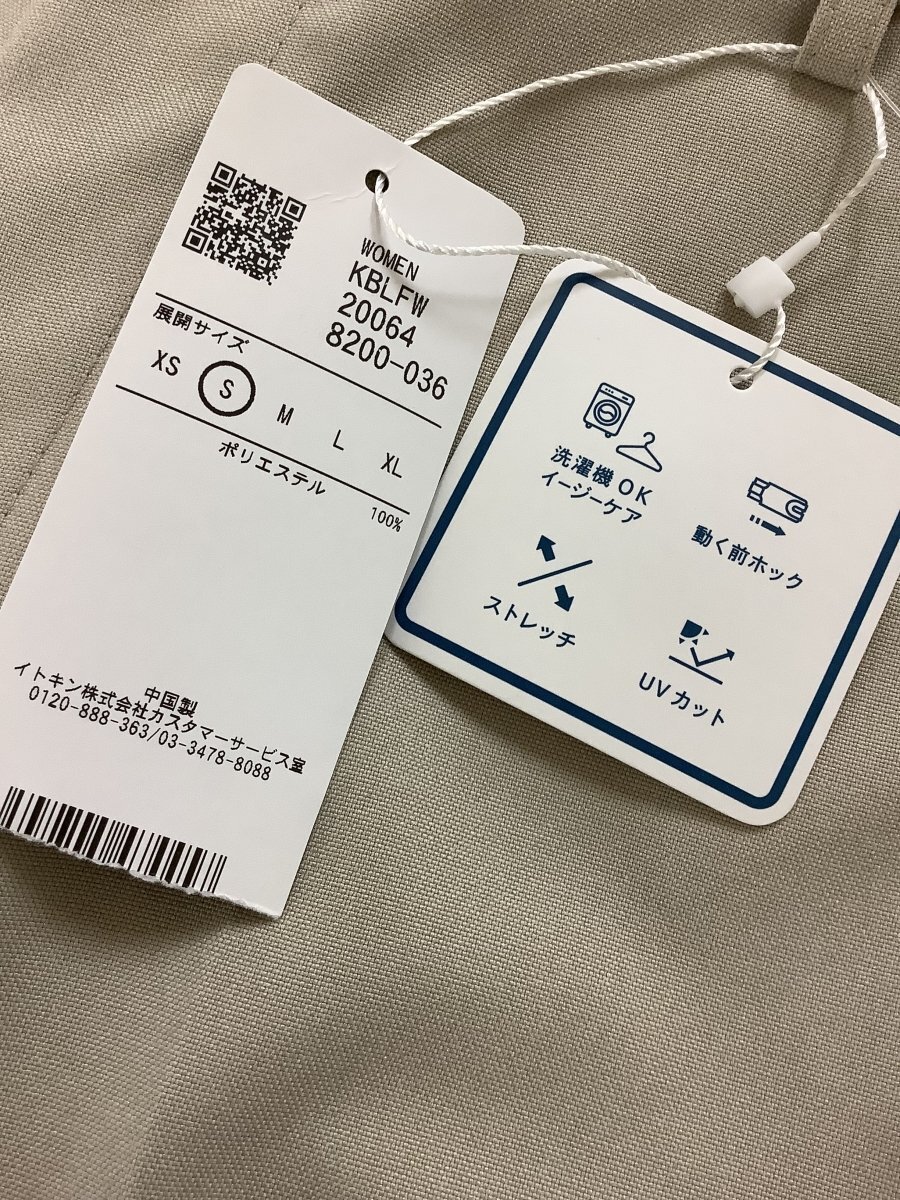 WOMEN
KBLFW
20064
8200-036
展開サイズ
XS S M L XL
ポリエステル
100%
中国製
イトキン株式会社カスタマーサービス室
0120-888-363/03-3478-8088
洗濯機OK
イージーケア
動く前ホック
ストレッチ
UVカット